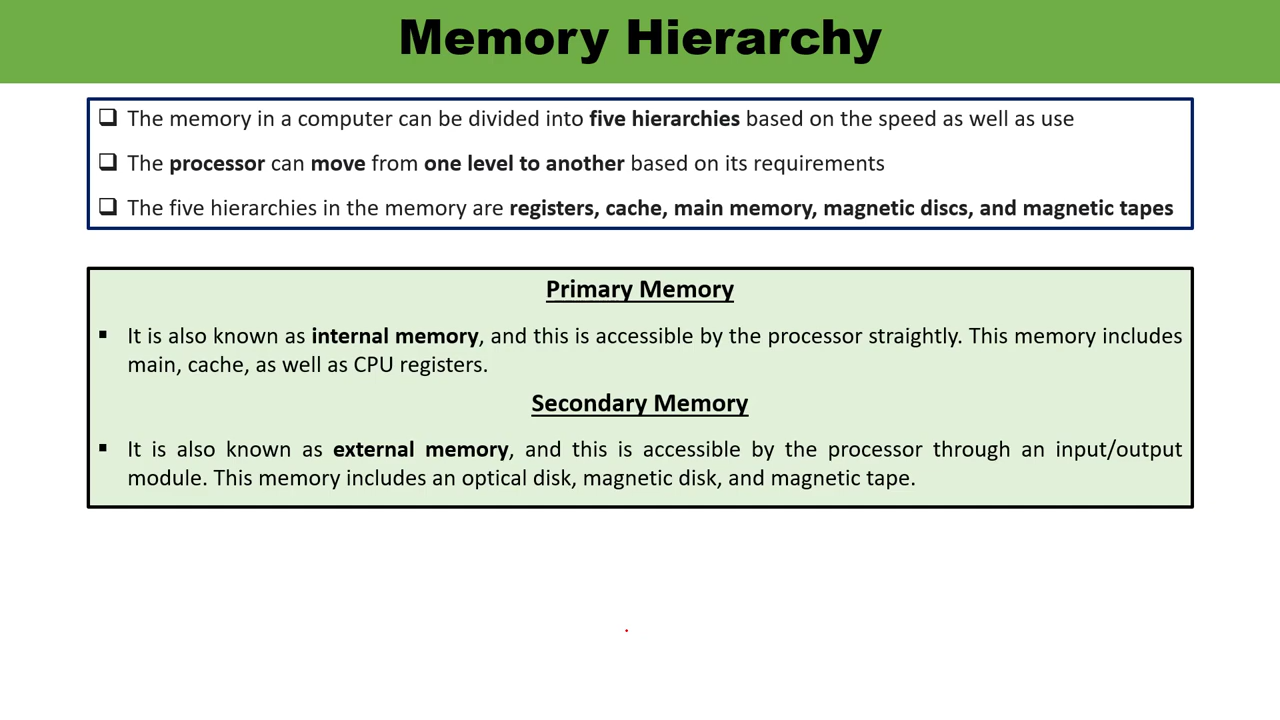 Memory Hierarchy
❑ The memory in a computer can be divided into five hierarchies based on the speed as well as use
❑ The processor can move from one level to another based on its requirements
❑ The five hierarchies in the memory are registers, cache, main memory, magnetic discs, and magnetic tapes
Primary Memory
▪ It is also known as internal memory, and this is accessible by the processor straightly. This memory includes
main, cache, as well as CPU registers.
Secondary Memory
▪ It is also known as external memory, and this is accessible by the processor through an input/output
module. This memory includes an optical disk, magnetic disk, and magnetic tape.